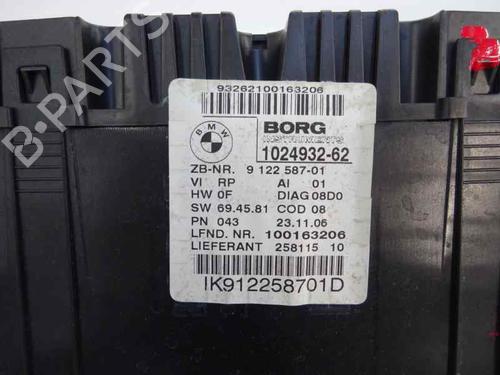 93262100163206
BMW
BORG
INSTRUMENTS
1024932-62
ZB-NR. 9 122 587-01
VI RP AI 01
HW 0F DIAG 08D0
SW 69.45.81 COD 08
PN 043 23.11.06
LFND. NR. 100163206
LIEFERANT 258115 10
IK912258701D